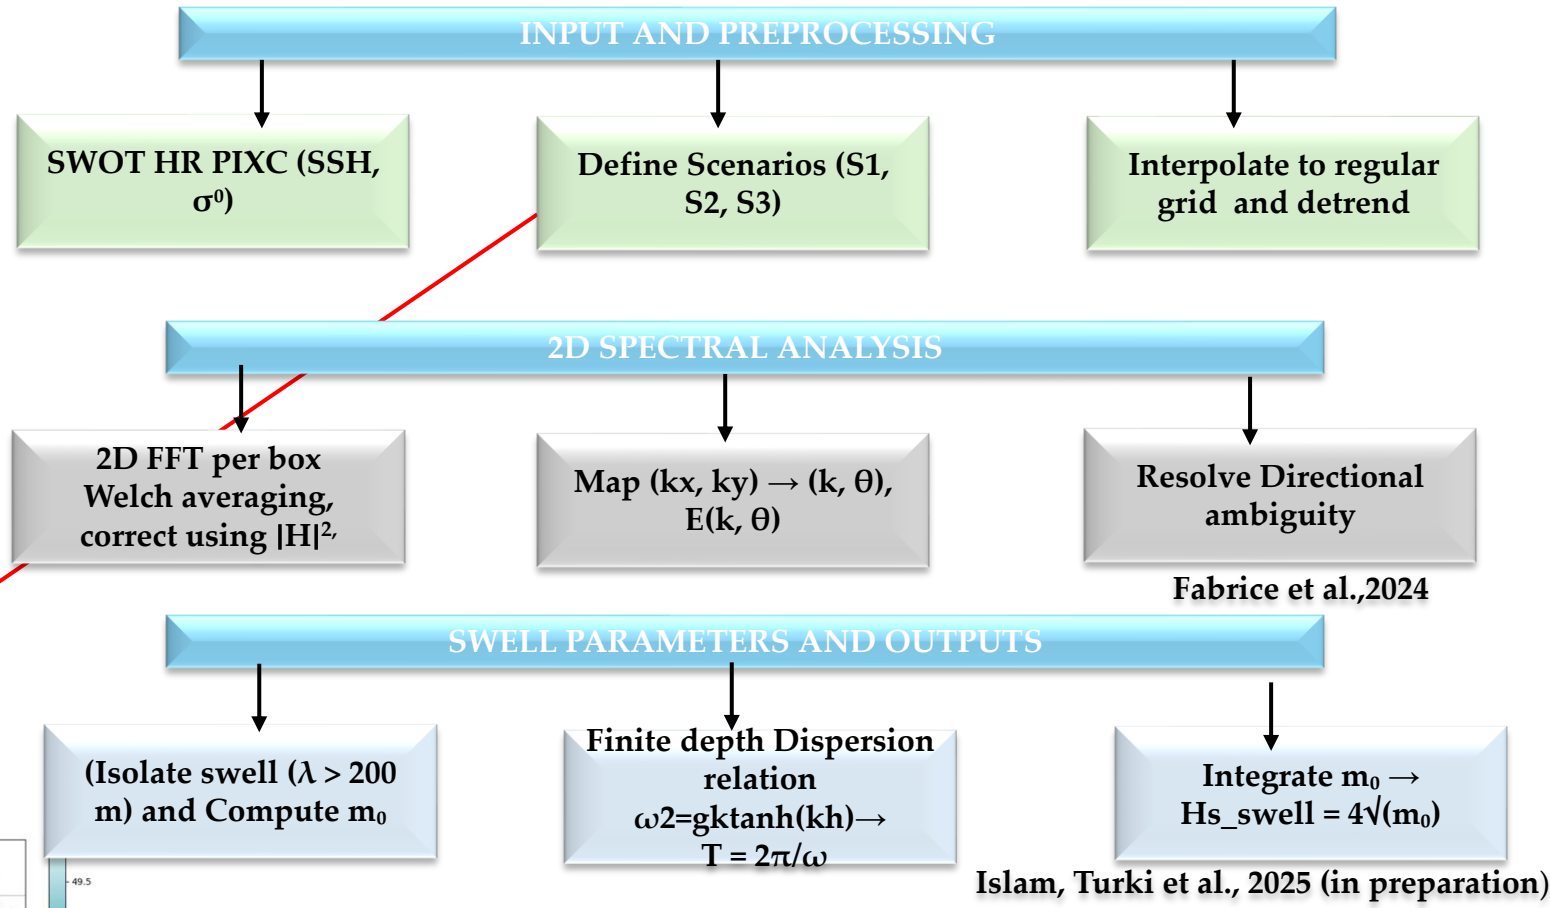 INPUT AND PREPROCESSING
SWOT HR PIXC (SSH,
σ⁰)
Define Scenarios (S1,
S2, S3)
Interpolate to regular
grid and detrend
2D SPECTRAL ANALYSIS
2D FFT per box
Welch averaging,
correct using |H|²,
Map (kx, ky) → (k, θ),
E(k, θ)
Resolve Directional
ambiguity
Fabrice et al.,2024
SWELL PARAMETERS AND OUTPUTS
(Isolate swell (λ > 200
m) and Compute m₀
Finite depth Dispersion
relation
ω2=gktanh(kh)→
T = 2π/ω
Integrate m₀ →
Hs_swell = 4√(m₀)
Islam, Turki et al., 2025 (in preparation)
49.5